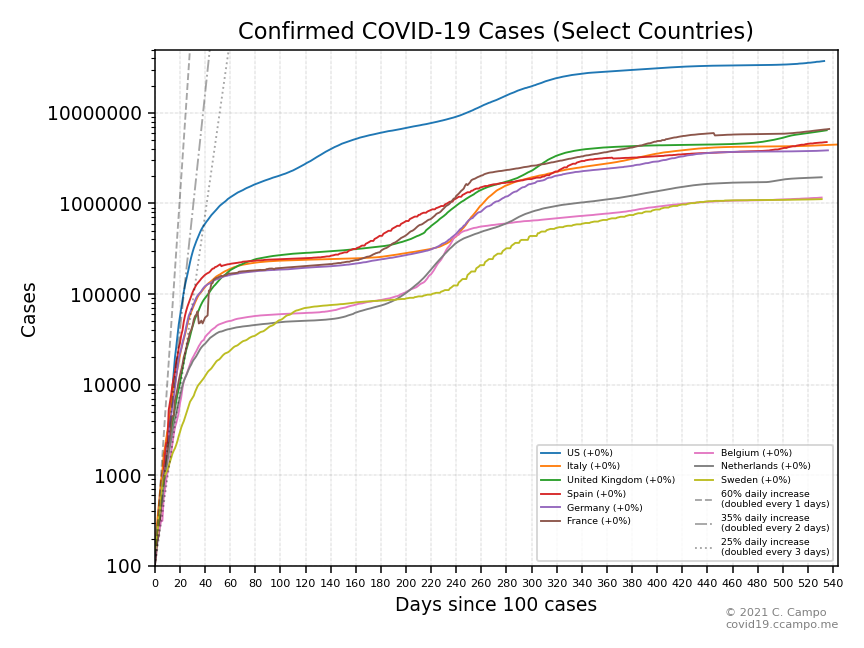 Confirmed COVID-19 Cases (Select Countries)
Cases
10000000
1000000
100000
10000
1000
100
0 20 40 60 80 100 120 140 160 180 200 220 240 260 280 300 320 340 360 380 400 420 440 460 480 500 520 540
Days since 100 cases
US (+0%)
Italy (+0%)
United Kingdom (+0%)
Spain (+0%)
Germany (+0%)
France (+0%)
Belgium (+0%)
Netherlands (+0%)
Sweden (+0%)
60% daily increase
(doubled every 1 days)
35% daily increase
(doubled every 2 days)
25% daily increase
(doubled every 3 days)
© 2021 C. Campo
covid19.ccampo.me